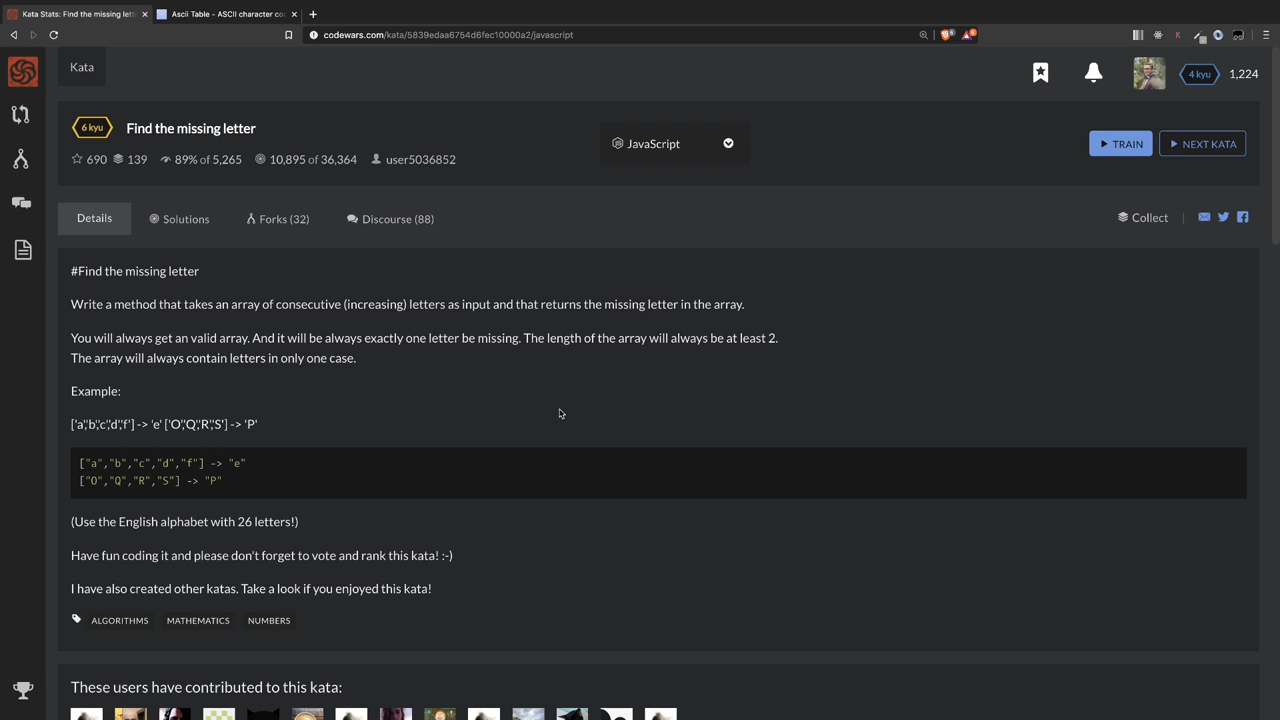 Kata Stats: Find the missing lett
Ascii Table - ASCII character co
codewars.com/kata/5839edaa6754d6fec10000a2/javascript
Kata
4 kyu
1,224
6 kyu
Find the missing letter
JavaScript
TRAIN
NEXT KATA
690
139
89% of 5,265
10,895 of 36,364
user5036852
Details
Solutions
Forks (32)
Discourse (88)
Collect
#Find the missing letter
Write a method that takes an array of consecutive (increasing) letters as input and that returns the missing letter in the array.
You will always get an valid array. And it will be always exactly one letter be missing. The length of the array will always be at least 2.
The array will always contain letters in only one case.
Example:
['a','b','c','d','f'] -> 'e' ['O','Q','R','S'] -> 'P'
["a","b","c","d","f"] -> "e"
["O","Q","R","S"] -> "P"
(Use the English alphabet with 26 letters!)
Have fun coding it and please don't forget to vote and rank this kata! :-)
I have also created other katas. Take a look if you enjoyed this kata!
ALGORITHMS
MATHEMATICS
NUMBERS
These users have contributed to this kata: